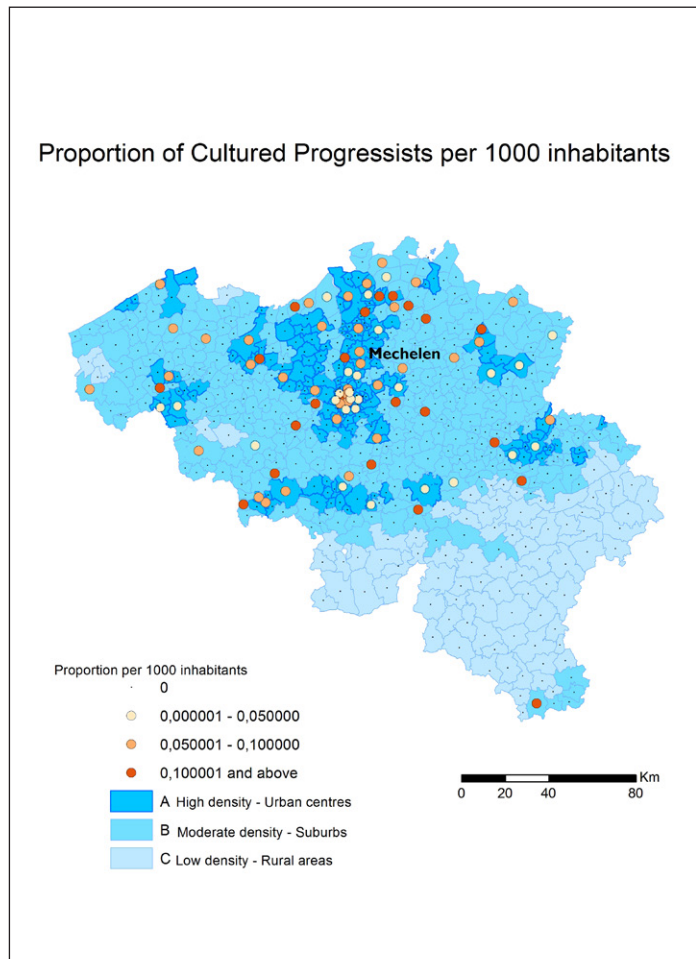 Proportion of Cultured Progressists per 1000 inhabitants
Mechelen
Proportion per 1000 inhabitants
0
0,000001 - 0,050000
0,050001 - 0,100000
0,100001 and above
A High density - Urban centres
B Moderate density - Suburbs
C Low density - Rural areas
Km
0 20 40 80